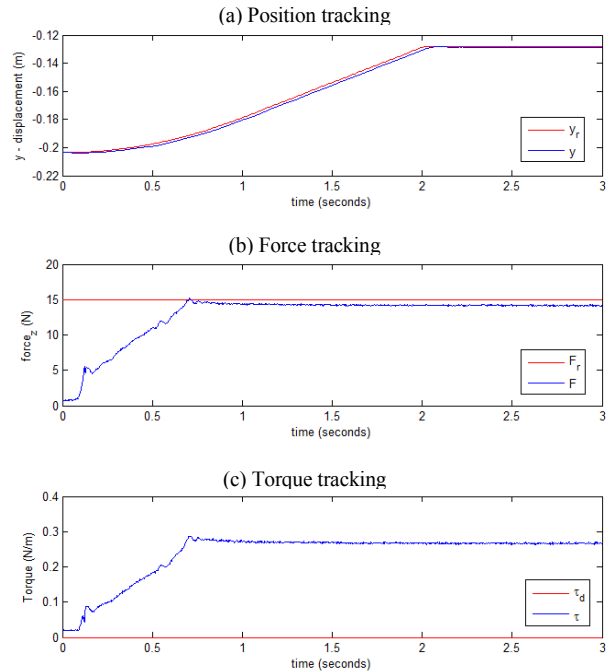 (a) Position tracking
-0.12
-0.14
-0.16
-0.18
-0.2
-0.22
y - displacement (m)
y_r
y
0 0.5 1 1.5 2 2.5 3
time (seconds)
(b) Force tracking
20
15
10
5
0
force_z (N)
F_r
F
0 0.5 1 1.5 2 2.5 3
time (seconds)
(c) Torque tracking
0.4
0.3
0.2
0.1
0
Torque (N/m)
τ_d
τ
0 0.5 1 1.5 2 2.5 3
time (seconds)